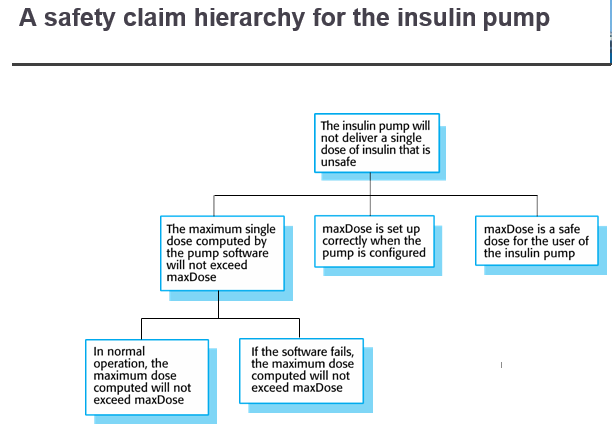 A safety claim hierarchy for the insulin pump
The insulin pump will
not deliver a single
dose of insulin that is
unsafe
The maximum single
dose computed by
the pump software
will not exceed
maxDose
maxDose is set up
correctly when the
pump is configured
maxDose is a safe
dose for the user of
the insulin pump
In normal
operation, the
maximum dose
computed will not
exceed maxDose
If the software fails,
the maximum dose
computed will not
exceed maxDose